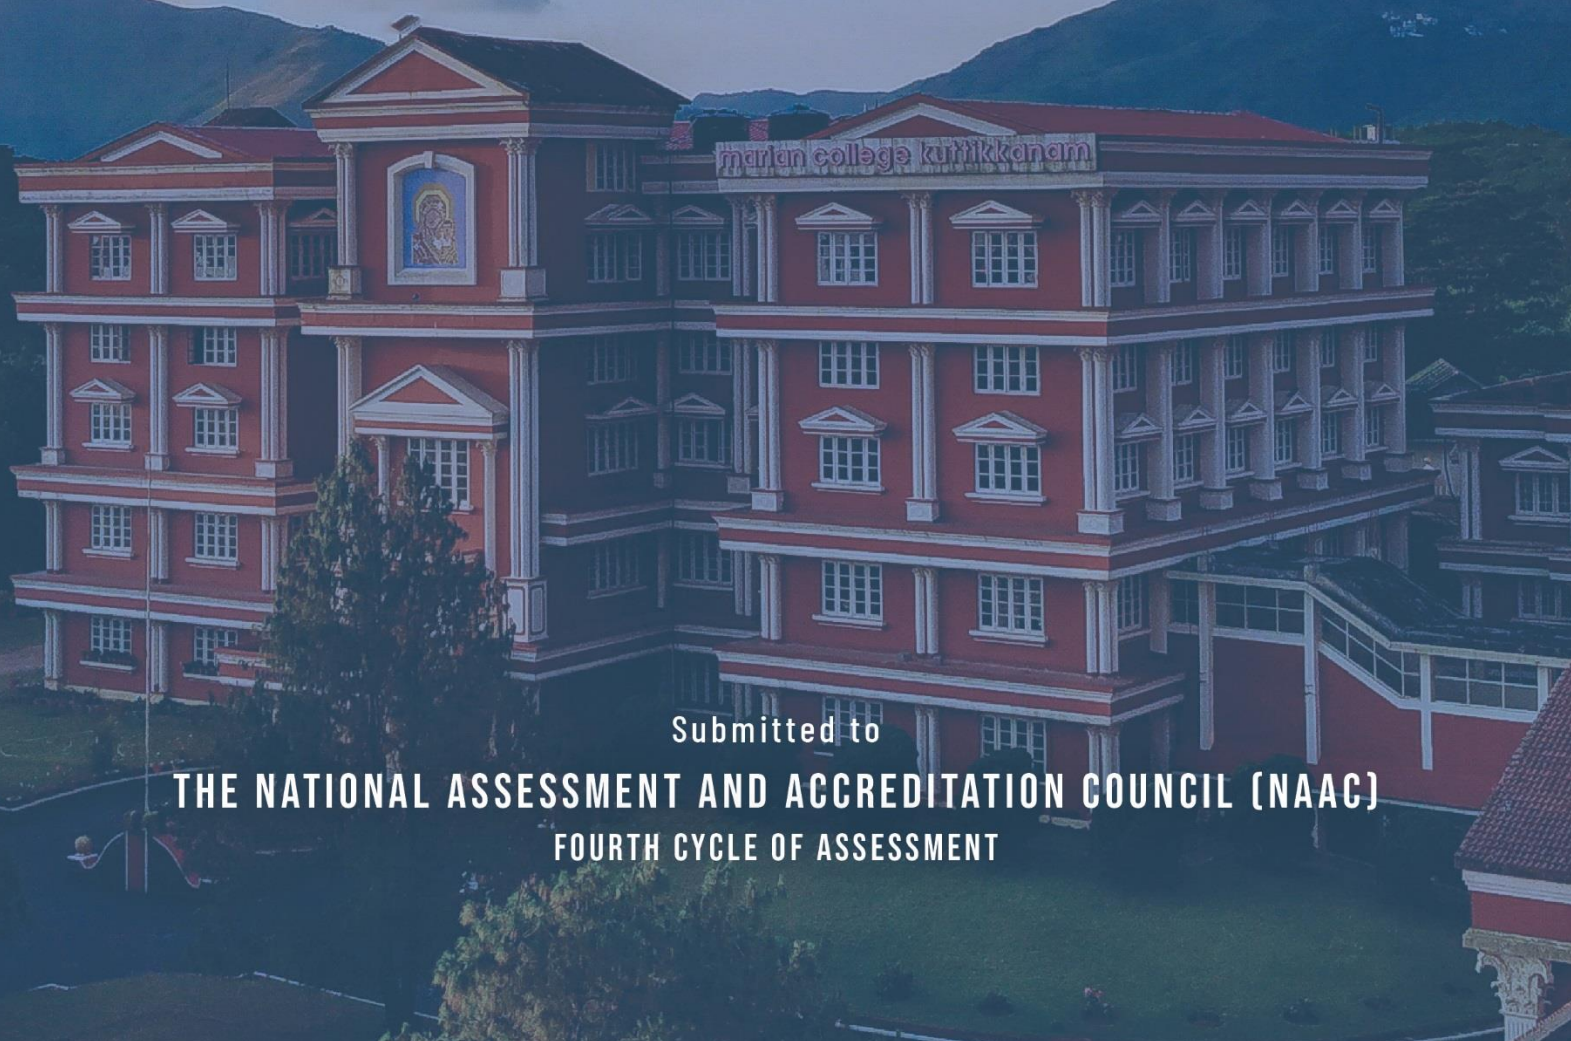 marian college kuttikkanam
Submitted to
THE NATIONAL ASSESSMENT AND ACCREDITATION COUNCIL (NAAC)
FOURTH CYCLE OF ASSESSMENT